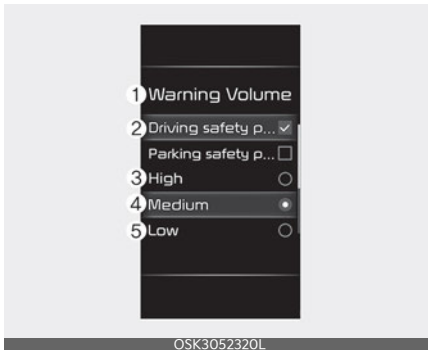 1 Warning Volume
2 Driving safety p...
Parking safety p...
3 High
4 Medium
5 Low
OSK3052320L